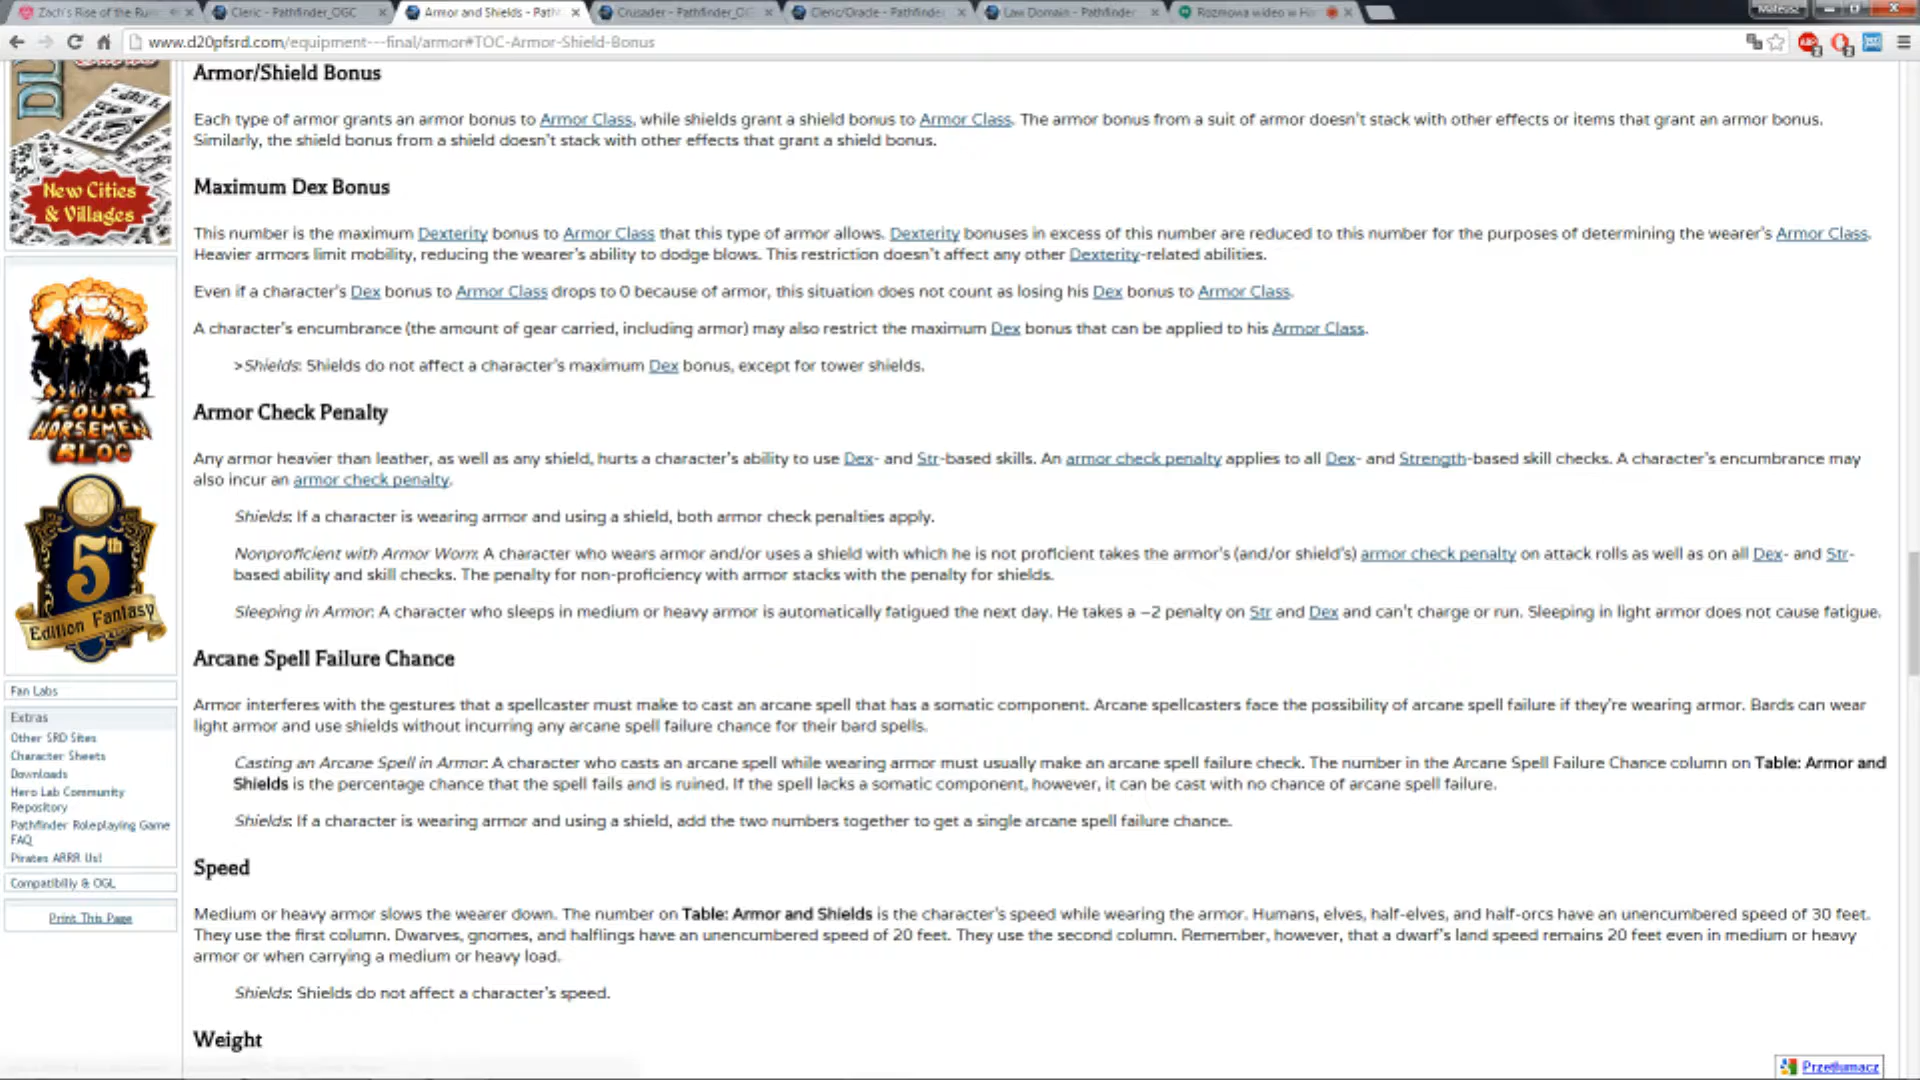 Zach's Rise of the Ru
Cleric - Pathfinder_OGC
Armor and Shields - Path
Crusader - Pathfinder_O
Cleric/Oracle - Pathfinde
Law Domain - Pathfinder
Rozmowa wideo w Ha
Mateusz
www.d20pfsrd.com/equipment---final/armor#TOC-Armor-Shield-Bonus
New Cities
& Villages
FOUR
HORSEMEN
BLOG
5th
Edition Fantasy
Fan Labs
Extras
Other SRD Sites
Character Sheets
Downloads
Hero Lab Community
Repository
Pathfinder Roleplaying Game
FAQ
Pirates ARRR Us!
Compatibiliy & OGL
Print This Page
Armor/Shield Bonus
Each type of armor grants an armor bonus to Armor Class, while shields grant a shield bonus to Armor Class. The armor bonus from a suit of armor doesn't stack with other effects or items that grant an armor bonus.
Similarly, the shield bonus from a shield doesn't stack with other effects that grant a shield bonus.
Maximum Dex Bonus
This number is the maximum Dexterity bonus to Armor Class that this type of armor allows. Dexterity bonuses in excess of this number are reduced to this number for the purposes of determining the wearer's Armor Class.
Heavier armors limit mobility, reducing the wearer's ability to dodge blows. This restriction doesn't affect any other Dexterity-related abilities.
Even if a character's Dex bonus to Armor Class drops to 0 because of armor, this situation does not count as losing his Dex bonus to Armor Class.
A character's encumbrance (the amount of gear carried, including armor) may also restrict the maximum Dex bonus that can be applied to his Armor Class.
>Shields: Shields do not affect a character's maximum Dex bonus, except for tower shields.
Armor Check Penalty
Any armor heavier than leather, as well as any shield, hurts a character's ability to use Dex- and Str-based skills. An armor check penalty applies to all Dex- and Strength-based skill checks. A character's encumbrance may
also incur an armor check penalty.
Shields: If a character is wearing armor and using a shield, both armor check penalties apply.
Nonproficient with Armor Worn: A character who wears armor and/or uses a shield with which he is not proficient takes the armor's (and/or shield's) armor check penalty on attack rolls as well as on all Dex- and Str-
based ability and skill checks. The penalty for non-proficiency with armor stacks with the penalty for shields.
Sleeping in Armor: A character who sleeps in medium or heavy armor is automatically fatigued the next day. He takes a –2 penalty on Str and Dex and can't charge or run. Sleeping in light armor does not cause fatigue.
Arcane Spell Failure Chance
Armor interferes with the gestures that a spellcaster must make to cast an arcane spell that has a somatic component. Arcane spellcasters face the possibility of arcane spell failure if they're wearing armor. Bards can wear
light armor and use shields without incurring any arcane spell failure chance for their bard spells.
Casting an Arcane Spell in Armor: A character who casts an arcane spell while wearing armor must usually make an arcane spell failure check. The number in the Arcane Spell Failure Chance column on Table: Armor and
Shields is the percentage chance that the spell fails and is ruined. If the spell lacks a somatic component, however, it can be cast with no chance of arcane spell failure.
Shields: If a character is wearing armor and using a shield, add the two numbers together to get a single arcane spell failure chance.
Speed
Medium or heavy armor slows the wearer down. The number on Table: Armor and Shields is the character's speed while wearing the armor. Humans, elves, half-elves, and half-orcs have an unencumbered speed of 30 feet.
They use the first column. Dwarves, gnomes, and halflings have an unencumbered speed of 20 feet. They use the second column. Remember, however, that a dwarf's land speed remains 20 feet even in medium or heavy
armor or when carrying a medium or heavy load.
Shields: Shields do not affect a character's speed.
Weight
Przetłumacz